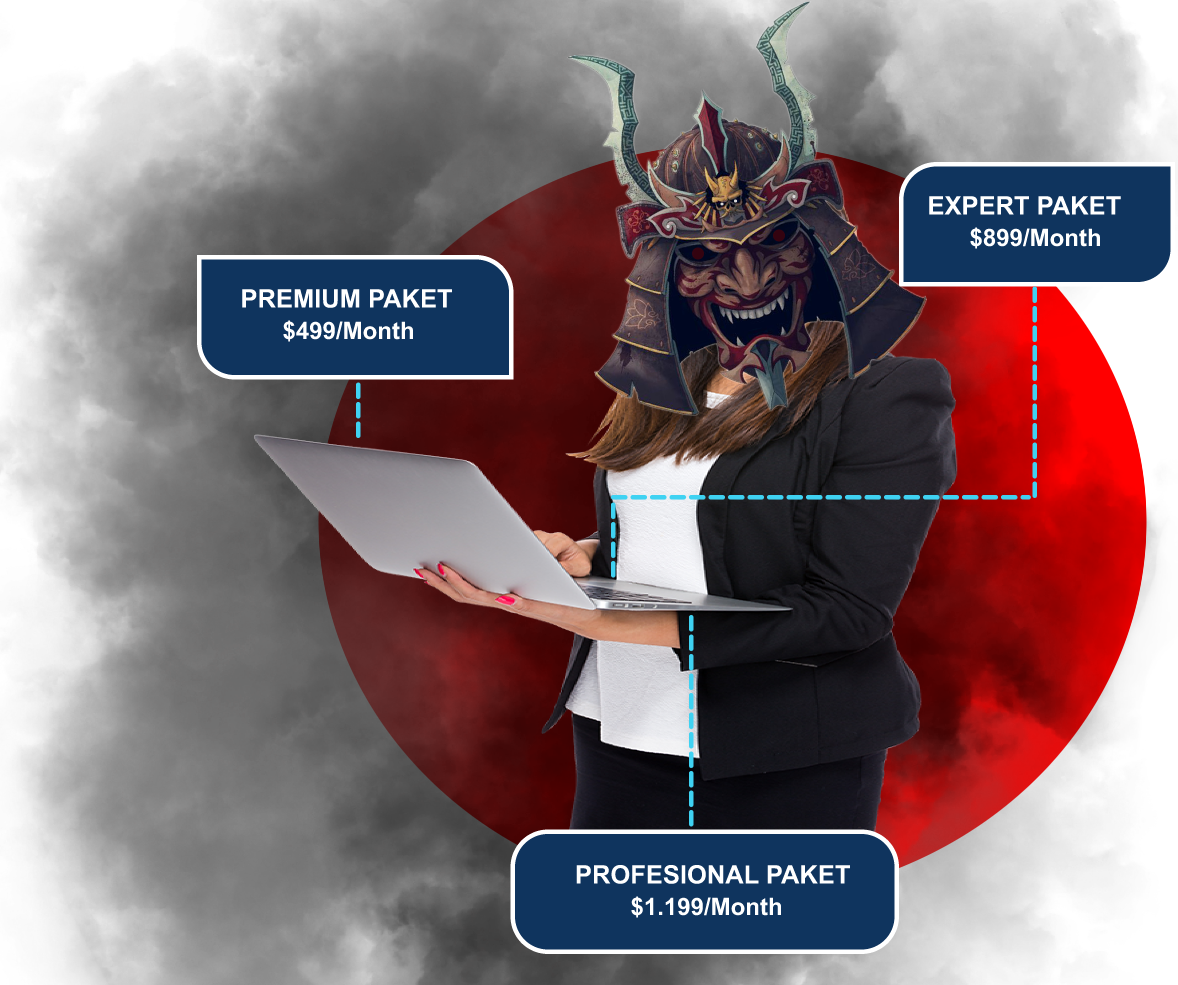 EXPERT PAKET
$899/Month
PREMIUM PAKET
$499/Month
PROFESIONAL PAKET
$1.199/Month